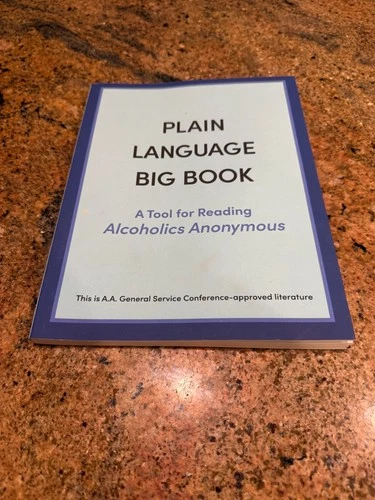 PLAIN
LANGUAGE
BIG BOOK
A Tool for Reading
Alcoholics Anonymous
This is A.A. General Service Conference-approved literature